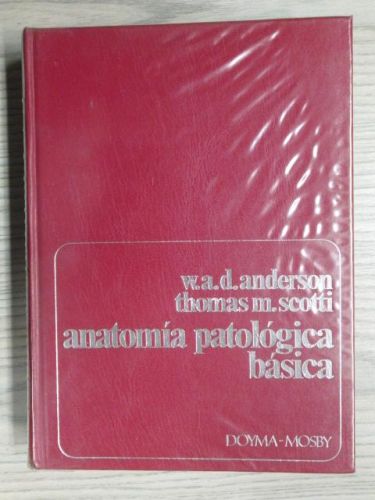 w.a.d. anderson
thomas m. scotti
anatomía patológica
básica
DOYMA-MOSBY